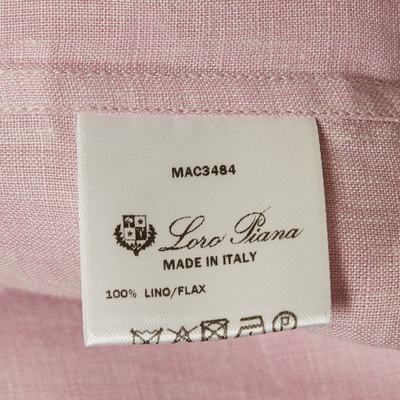 MAC3484
Loro Piana
MADE IN ITALY
100% LINO/FLAX